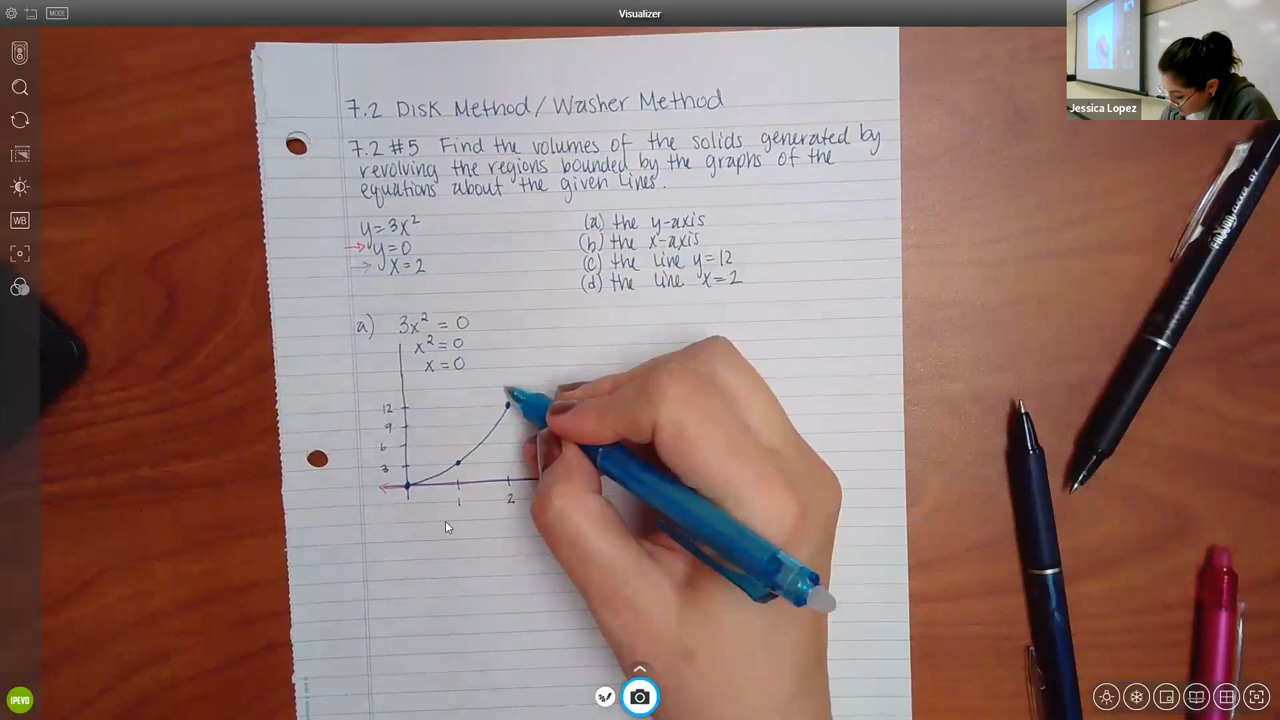 MODE
Visualizer
Jessica Lopez
WB
7.2 Disk Method/Washer Method
7.2 #5 Find the volumes of the solids generated by
revolving the regions bounded by the graphs of the
equations about the given lines.
y=3x²
→ y=0
→ x=2
(a) the y-axis
(b) the x-axis
(c) the line y=12
(d) the line x=2
a) 3x² = 0
x² = 0
x = 0
12
9
6
3
1 2
IPEVO